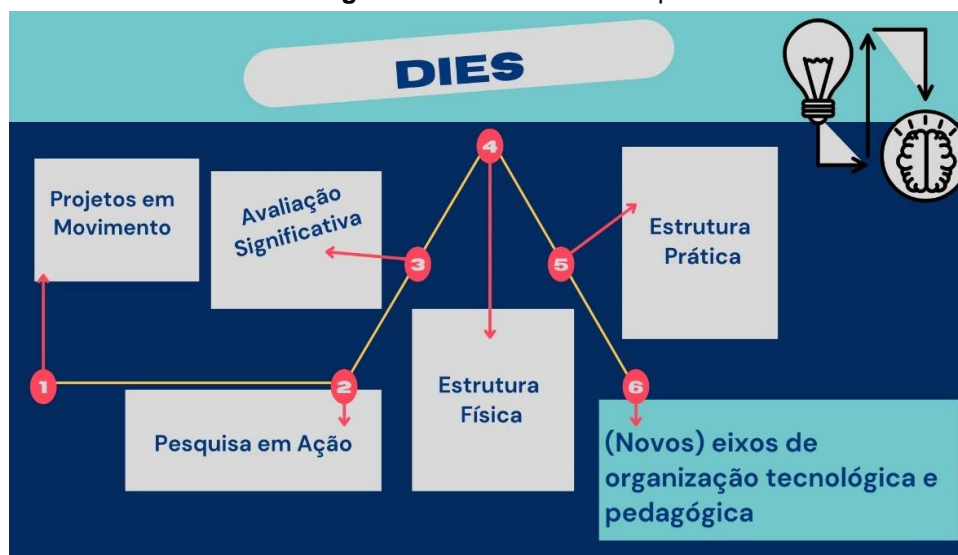 DIES
4
Projetos em
Movimento
Avaliação
Significativa
Estrutura
Prática
3
5
1
2
6
Estrutura
Física
Pesquisa em Ação
(Novos) eixos de
organização tecnológica e
pedagógica